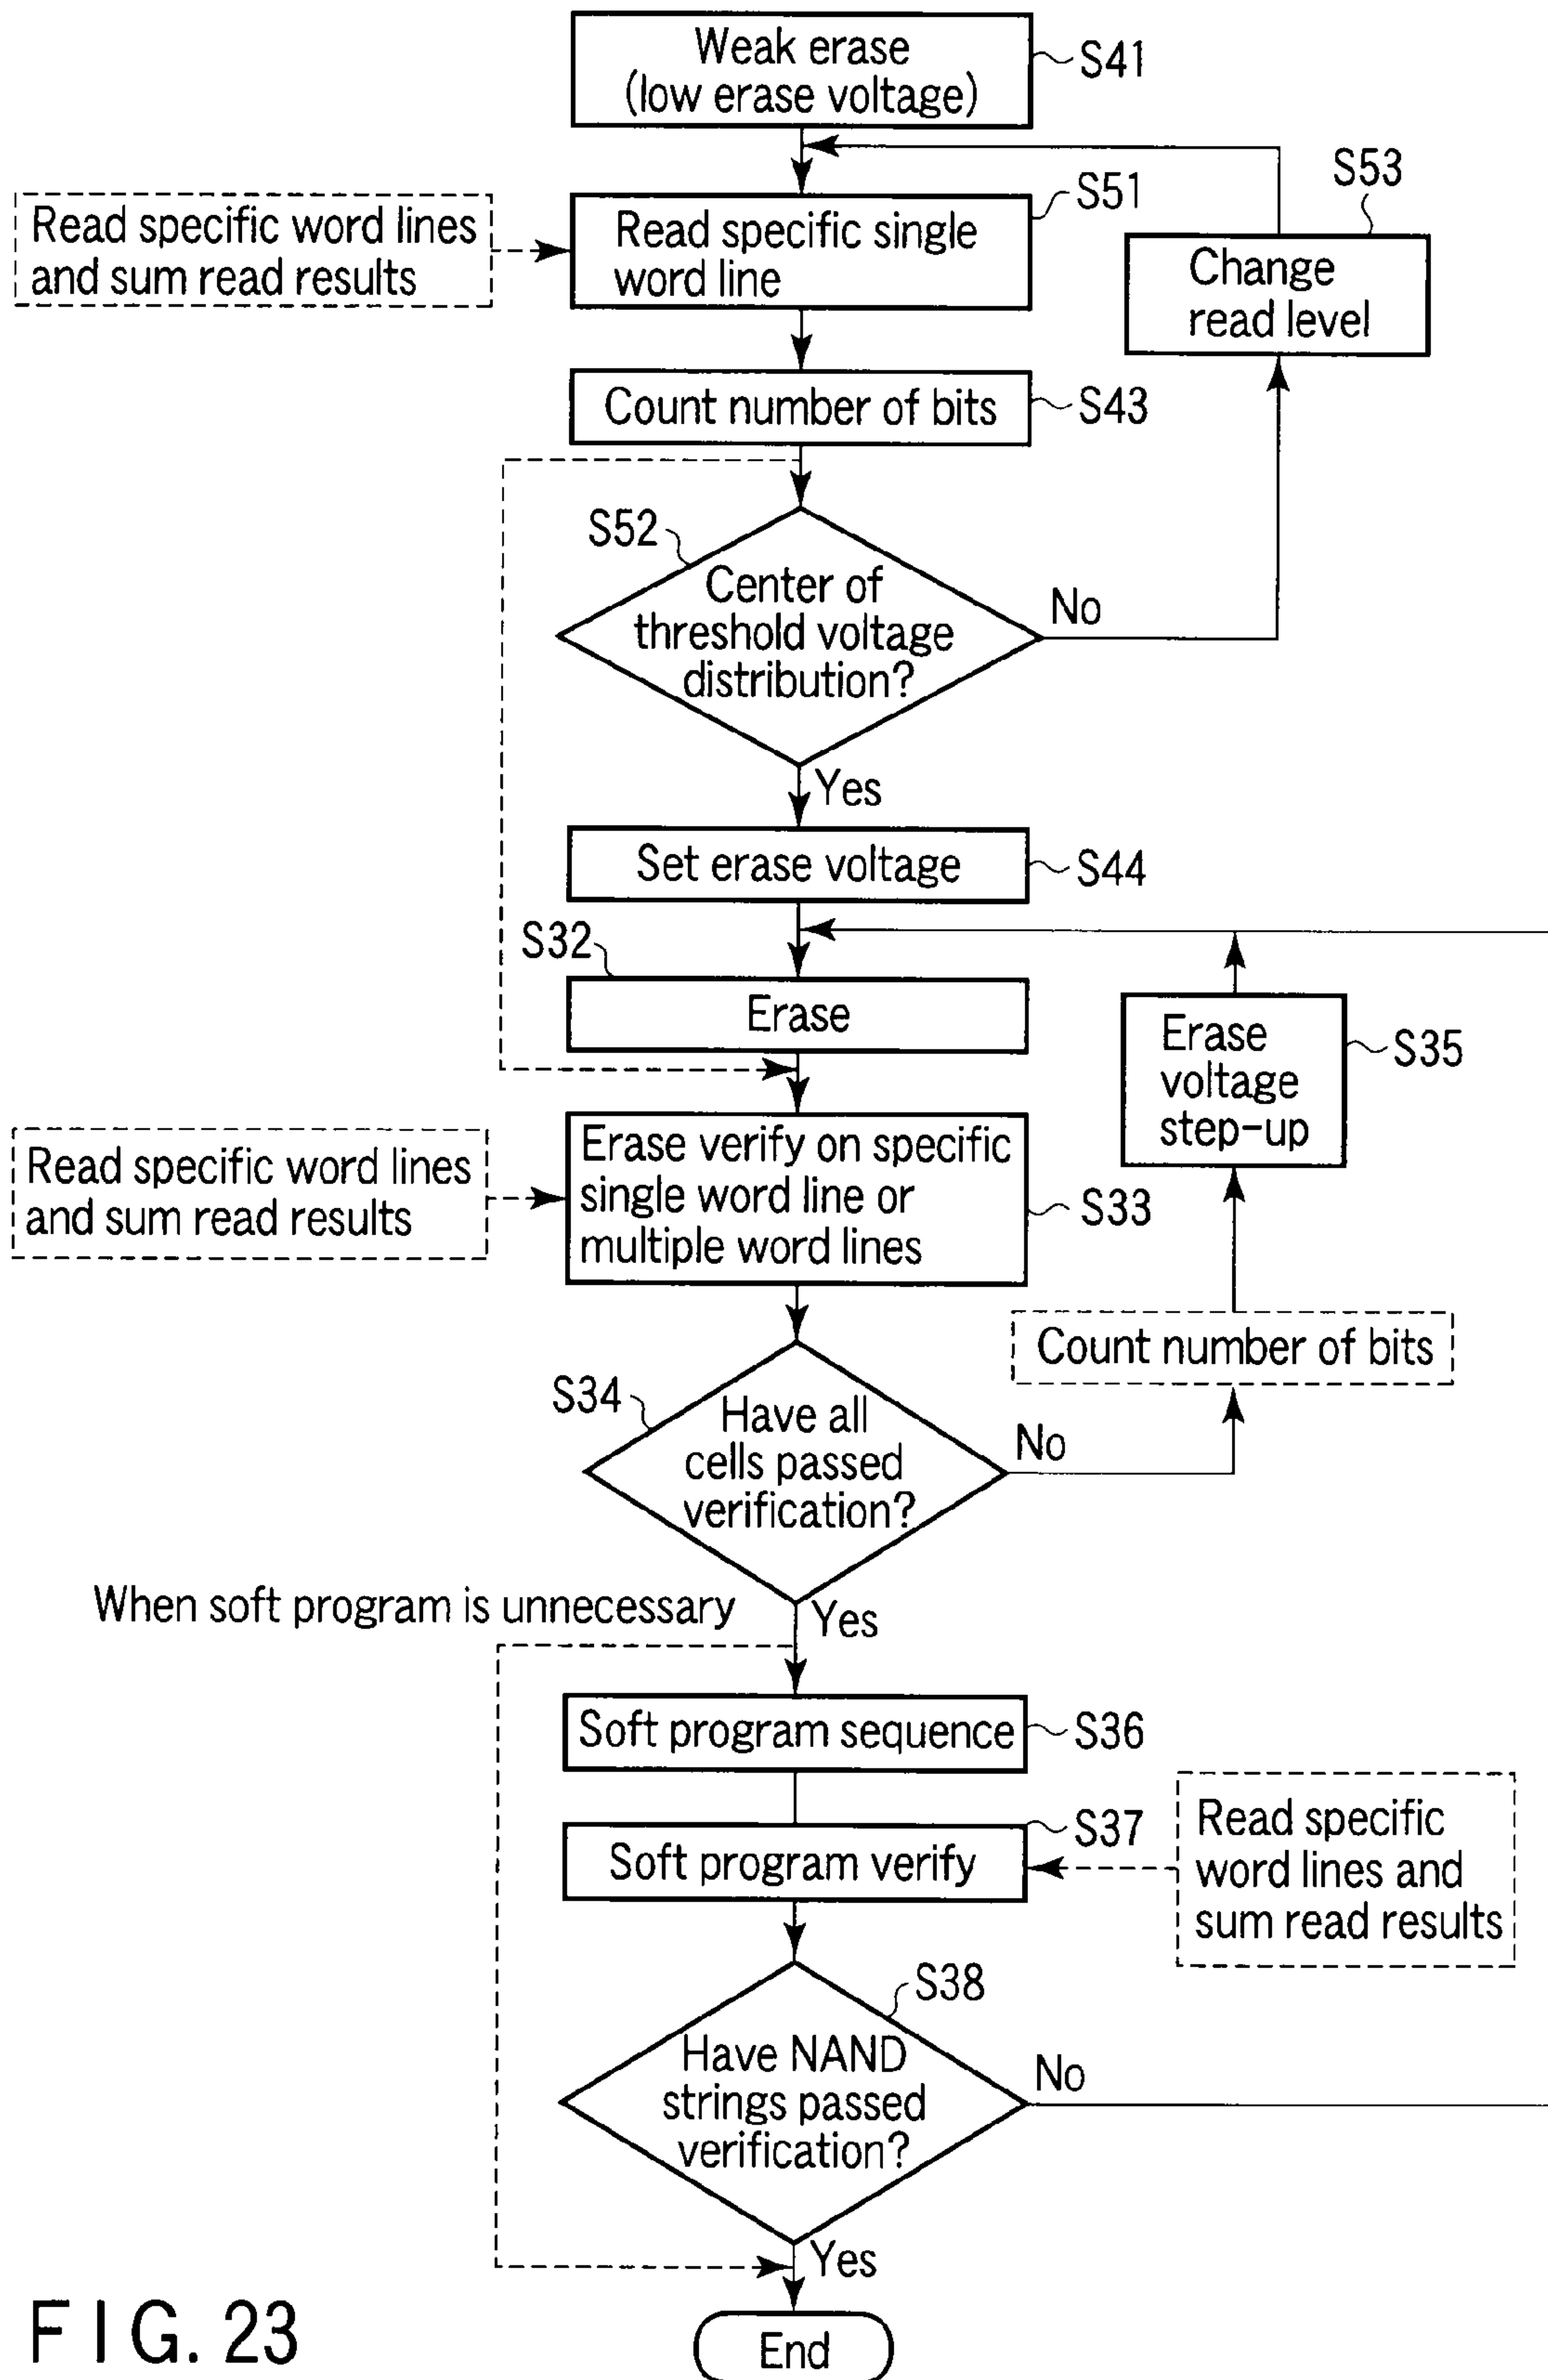 Weak erase
(low erase voltage)
S41
S53
Read specific word lines
and sum read results
Read specific single
word line
S51
Change
read level
Count number of bits
S43
S52
Center of
threshold voltage
distribution?
No
Yes
Set erase voltage
S44
S32
Erase
Erase
voltage
step-up
S35
Read specific word lines
and sum read results
Erase verify on specific
single word line or
multiple word lines
S33
Count number of bits
S34
Have all
cells passed
verification?
No
When soft program is unnecessary
Yes
Soft program sequence
S36
Soft program verify
S37
Read specific
word lines and
sum read results
S38
Have NAND
strings passed
verification?
No
Yes
End
FIG. 23